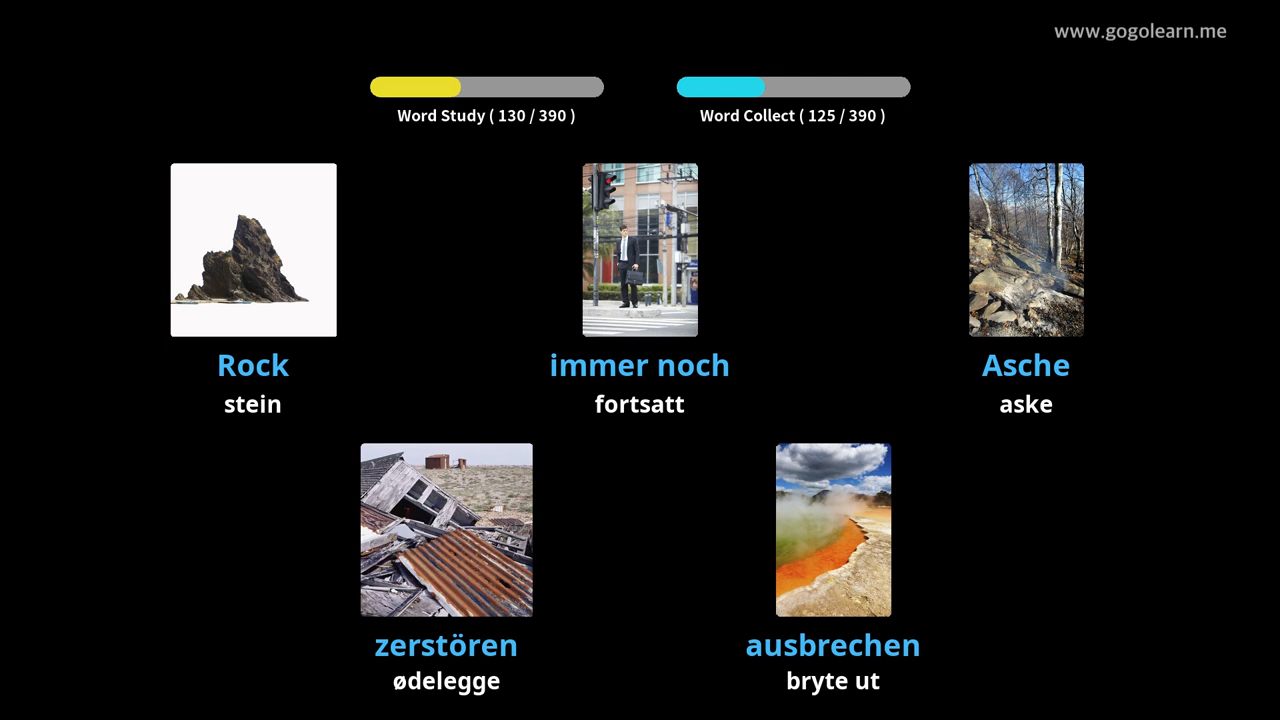 www.gogolearn.me
Word Study ( 130 / 390 )
Word Collect ( 125 / 390 )
Rock
stein
immer noch
fortsatt
Asche
aske
zerstören
ødelegge
ausbrechen
bryte ut